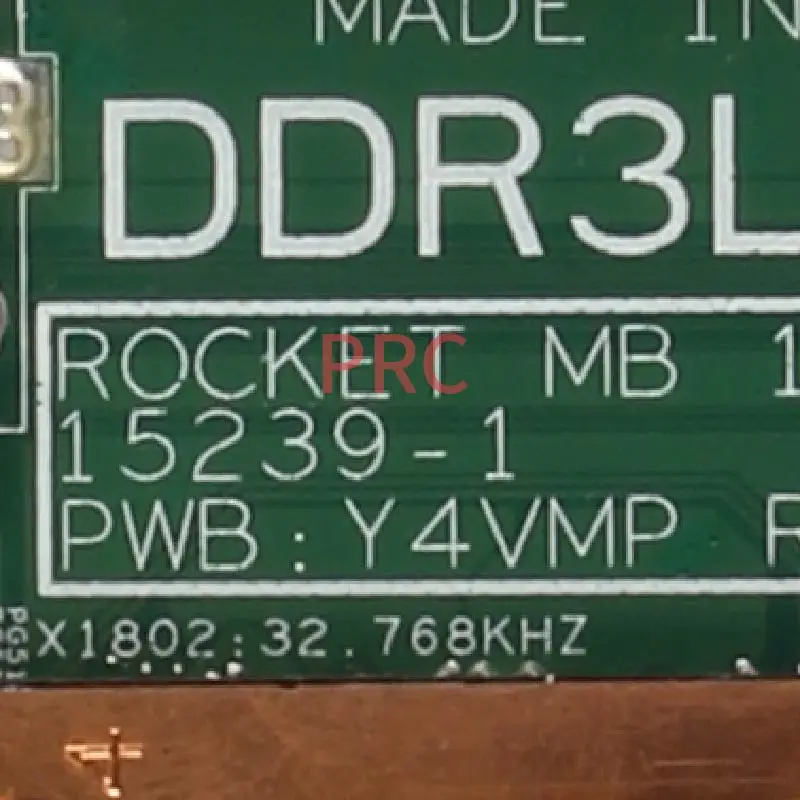 MADE IN
DDR3L
ROCKET MB 1
PRC
15239-1
PWB: Y4VMP R
X1802:32.768KHZ